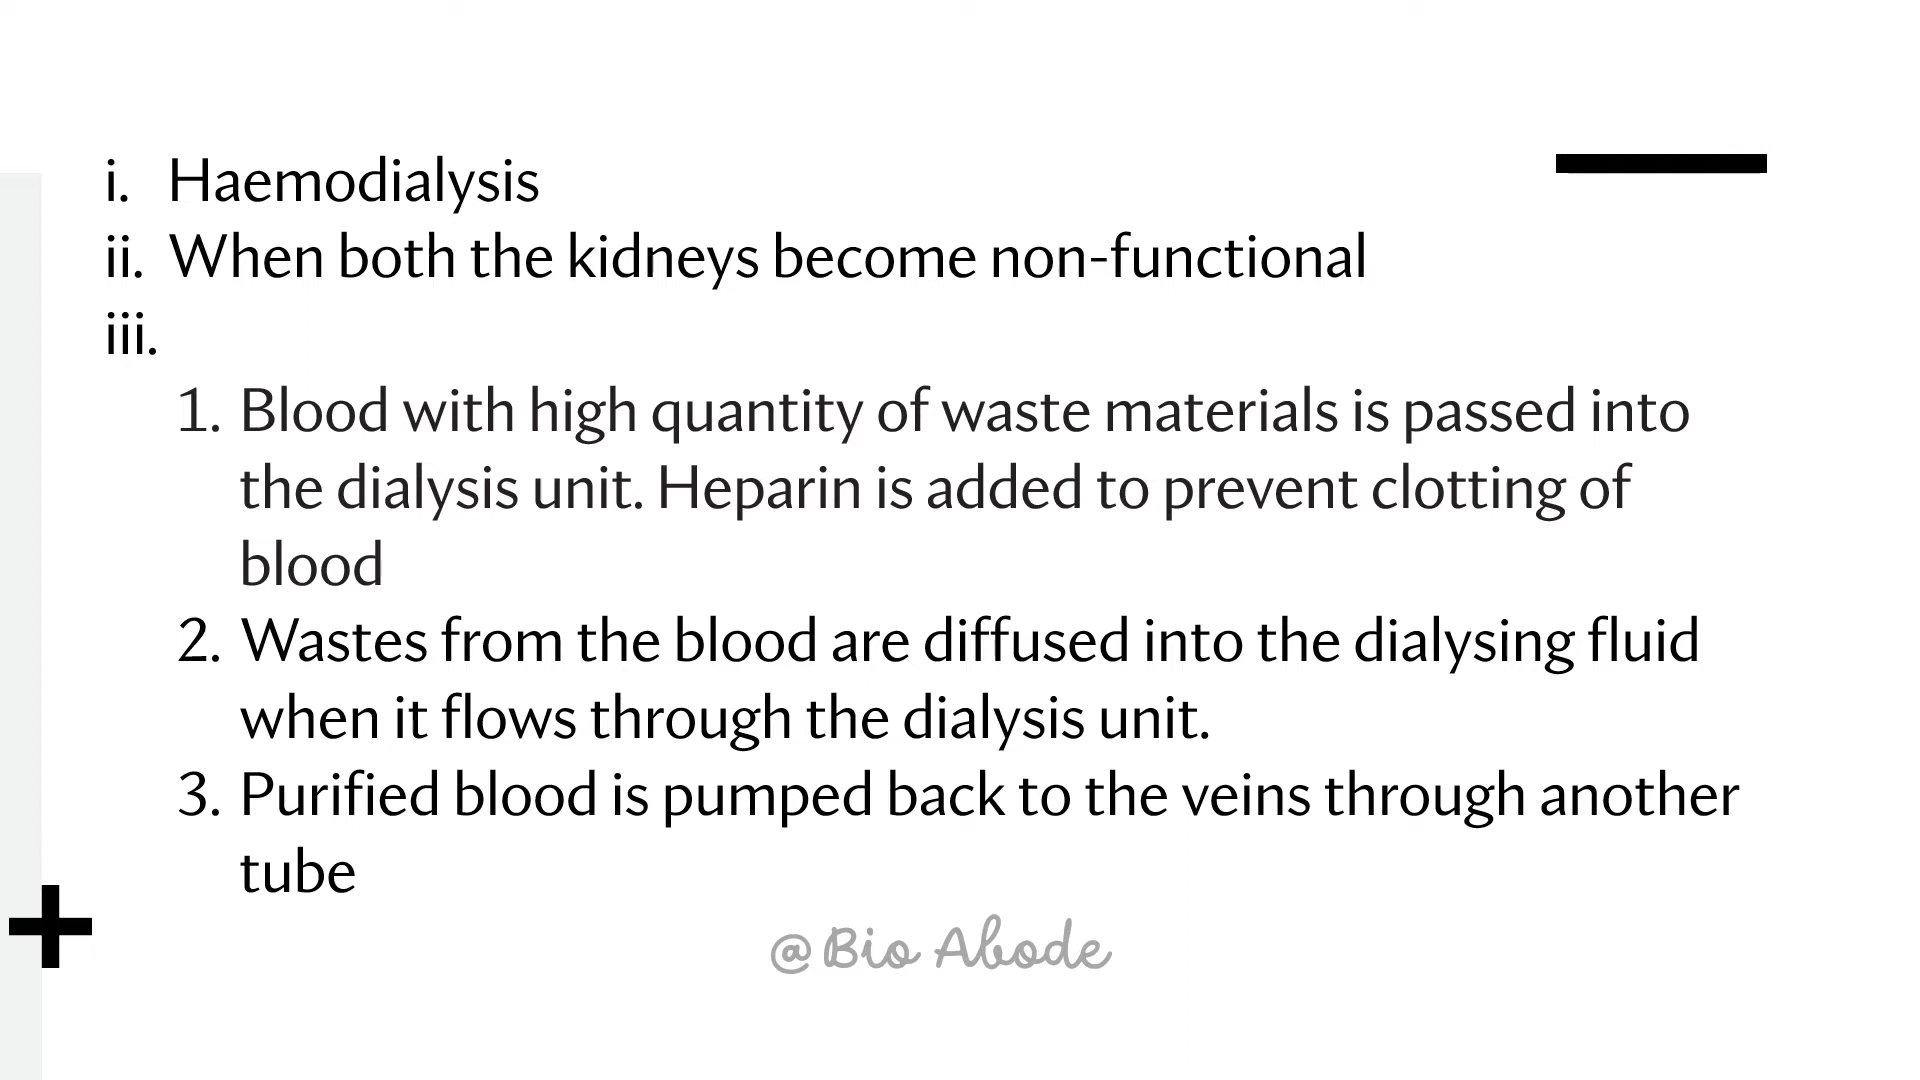 i. Haemodialysis
ii. When both the kidneys become non-functional
iii.
1. Blood with high quantity of waste materials is passed into
the dialysis unit. Heparin is added to prevent clotting of
blood
2. Wastes from the blood are diffused into the dialysing fluid
when it flows through the dialysis unit.
3. Purified blood is pumped back to the veins through another
tube
@Bio Abode